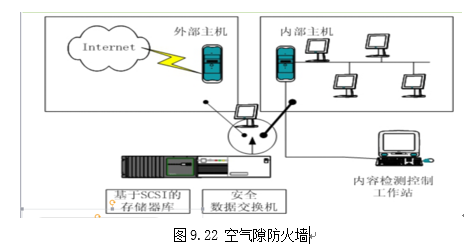 外部主机
内部主机
Internet
内容检测控制
工作站
基于SCSI的
存储器库
安全
数据交换机
图 9.22 空气隙防火墙